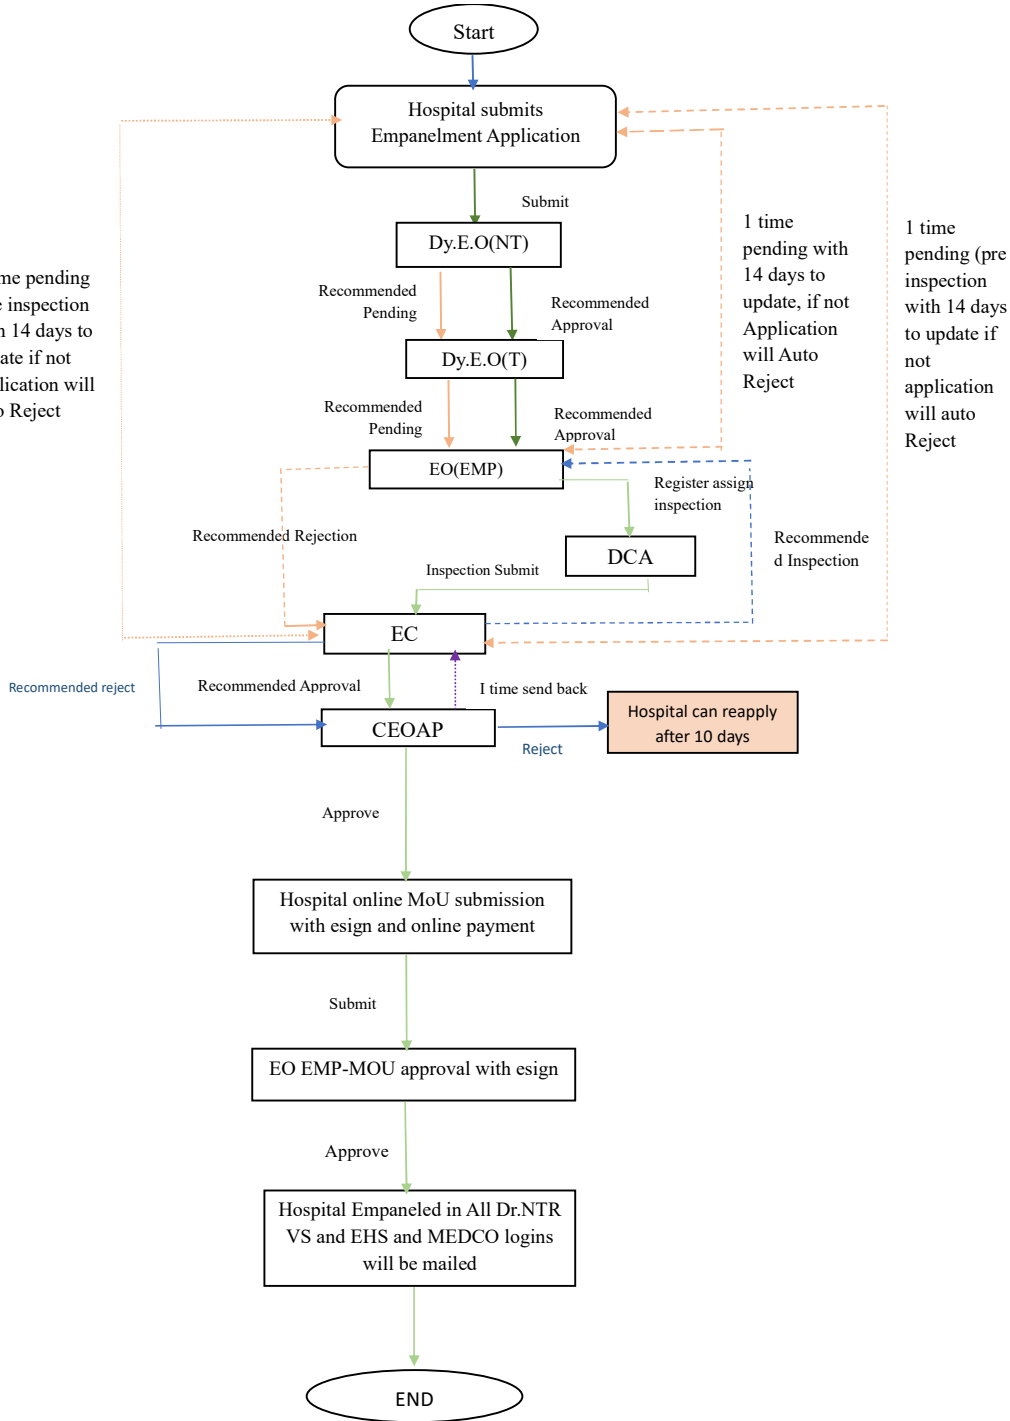 Start
Hospital submits
Empanelment Application
Submit
Dy.E.O(NT)
Recommended
Pending
Recommended
Approval
Dy.E.O(T)
Recommended
Pending
Recommended
Approval
EO(EMP)
1 time
pending with
14 days to
update, if not
Application
will Auto
Reject
1 time
pending (pre
inspection
with 14 days
to update if
not
application
will auto
Reject
pending
inspection
14 days to
if not
will
Reject
Register assign
inspection
Recommended Rejection
DCA
Recommende
d Inspection
Inspection Submit
EC
Recommended reject
Recommended Approval
I time send back
CEOAP
Reject
Hospital can reapply
after 10 days
Approve
Hospital online MoU submission
with esign and online payment
Submit
EO EMP-MOU approval with esign
Approve
Hospital Empaneled in All Dr.NTR
VS and EHS and MEDCO logins
will be mailed
END